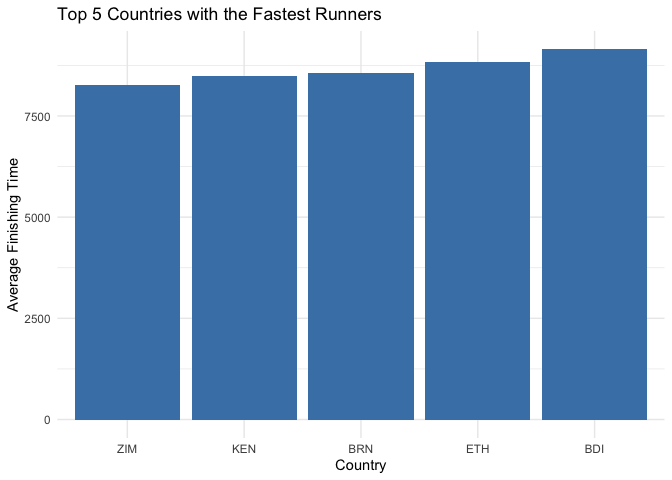 Top 5 Countries with the Fastest Runners
Average Finishing Time
7500
5000
2500
0
ZIM KEN BRN ETH BDI
Country